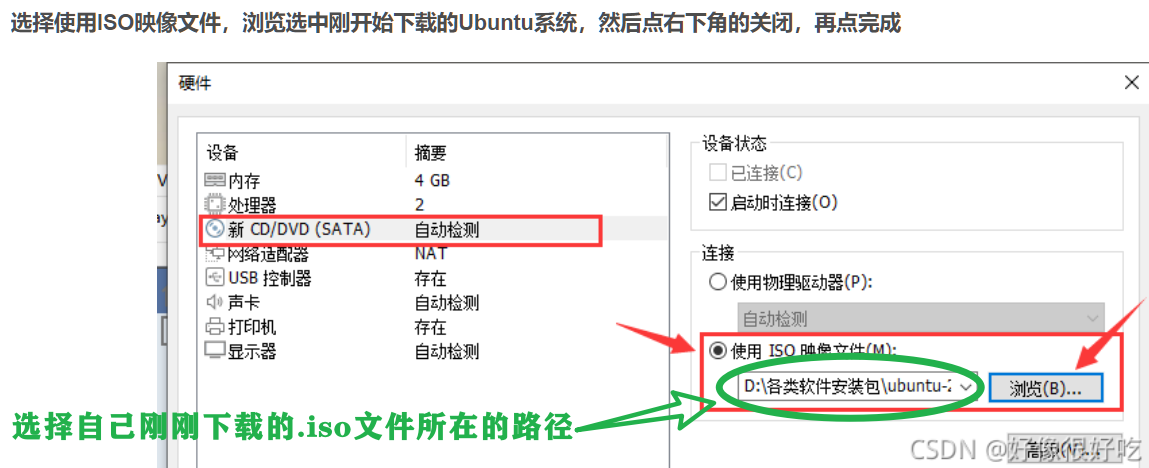 选择使用ISO映像文件，浏览选中刚开始下载的Ubuntu系统，然后点右下角的关闭，再点完成
硬件
设备 摘要
内存 4 GB
处理器 2
新 CD/DVD (SATA) 自动检测
网络适配器 NAT
USB 控制器 存在
声卡 自动检测
打印机 存在
显示器 自动检测
设备状态
已连接(C)
启动时连接(O)
连接
使用物理驱动器(P):
自动检测
使用 ISO 映像文件(M):
D:\各类软件安装包\ubuntu-2
浏览(B)...
选择自己刚刚下载的.iso文件所在的路径
高级(V)...
CSDN @好像很好吃